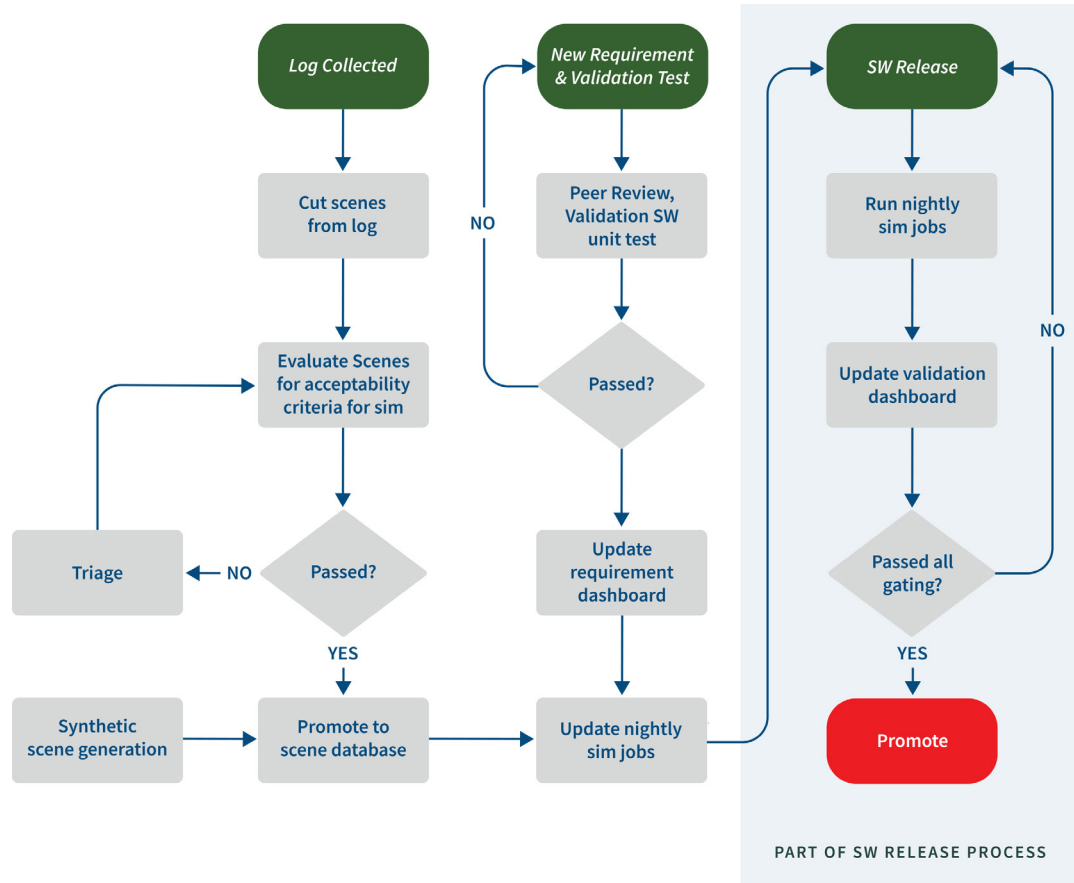 Log Collected
Cut scenes
from log
Evaluate Scenes
for acceptability
criteria for sim
Triage
NO
Passed?
YES
Synthetic
scene generation
Promote to
scene database
New Requirement
& Validation Test
Peer Review,
Validation SW
unit test
NO
Passed?
Update
requirement
dashboard
Update nightly
sim jobs
SW Release
Run nightly
sim jobs
NO
Update validation
dashboard
Passed all
gating?
YES
Promote
PART OF SW RELEASE PROCESS